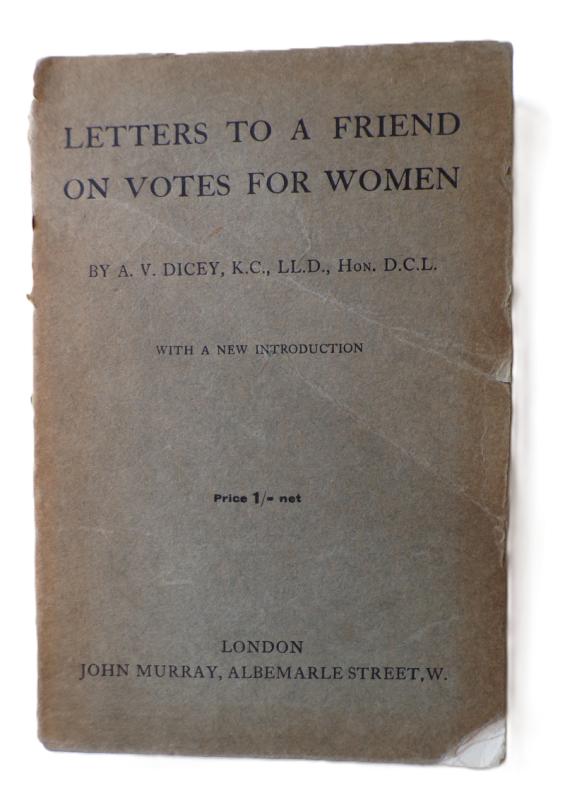 LETTERS TO A FRIEND
ON VOTES FOR WOMEN
BY A. V. DICEY, K.C., LL.D., HON. D.C.L.
WITH A NEW INTRODUCTION
Price 1/= net
LONDON
JOHN MURRAY, ALBEMARLE STREET, W.